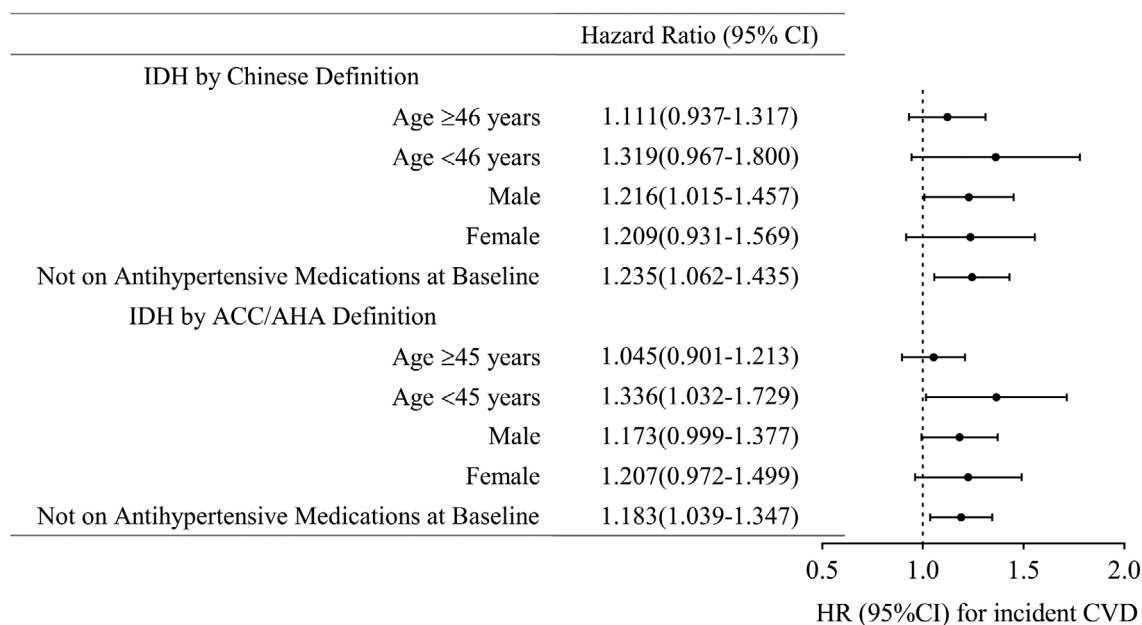 Hazard Ratio (95% CI)
IDH by Chinese Definition
Age ≥46 years 1.111(0.937-1.317)
Age <46 years 1.319(0.967-1.800)
Male 1.216(1.015-1.457)
Female 1.209(0.931-1.569)
Not on Antihypertensive Medications at Baseline 1.235(1.062-1.435)
IDH by ACC/AHA Definition
Age ≥45 years 1.045(0.901-1.213)
Age <45 years 1.336(1.032-1.729)
Male 1.173(0.999-1.377)
Female 1.207(0.972-1.499)
Not on Antihypertensive Medications at Baseline 1.183(1.039-1.347)
0.5 1.0 1.5 2.0
HR (95%CI) for incident CVD